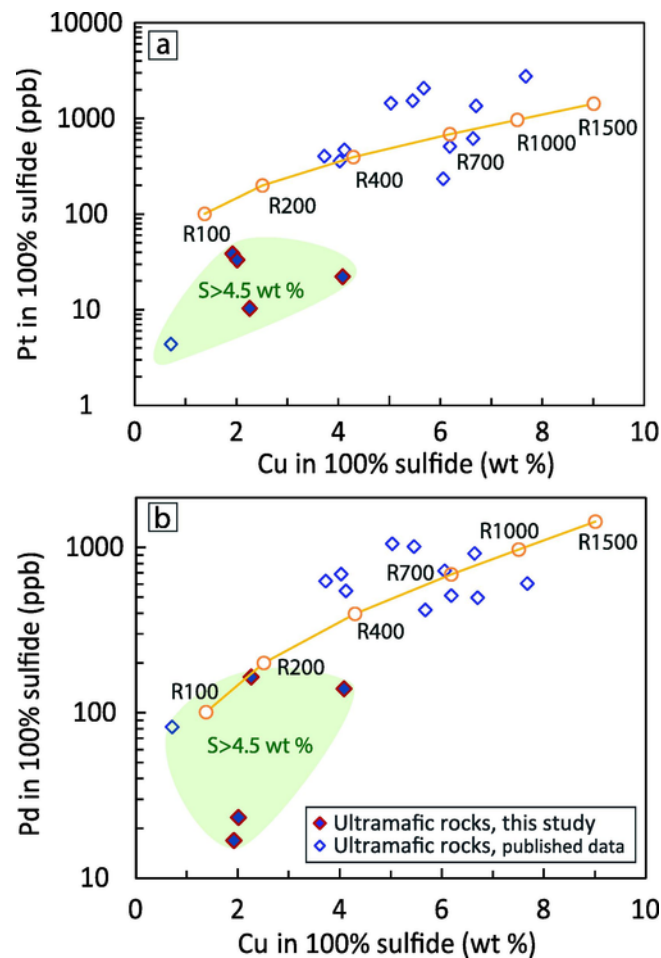 a
10000
1000
100
10
1
Pt in 100% sulfide (ppb)
R100
R200
R400
R700
R1000
R1500
S>4.5 wt %
0 2 4 6 8 10
Cu in 100% sulfide (wt %)
b
1000
100
10
Pd in 100% sulfide (ppb)
R100
R200
R400
R700
R1000
R1500
S>4.5 wt %
Ultramafic rocks, this study
Ultramafic rocks, published data
0 2 4 6 8 10
Cu in 100% sulfide (wt %)